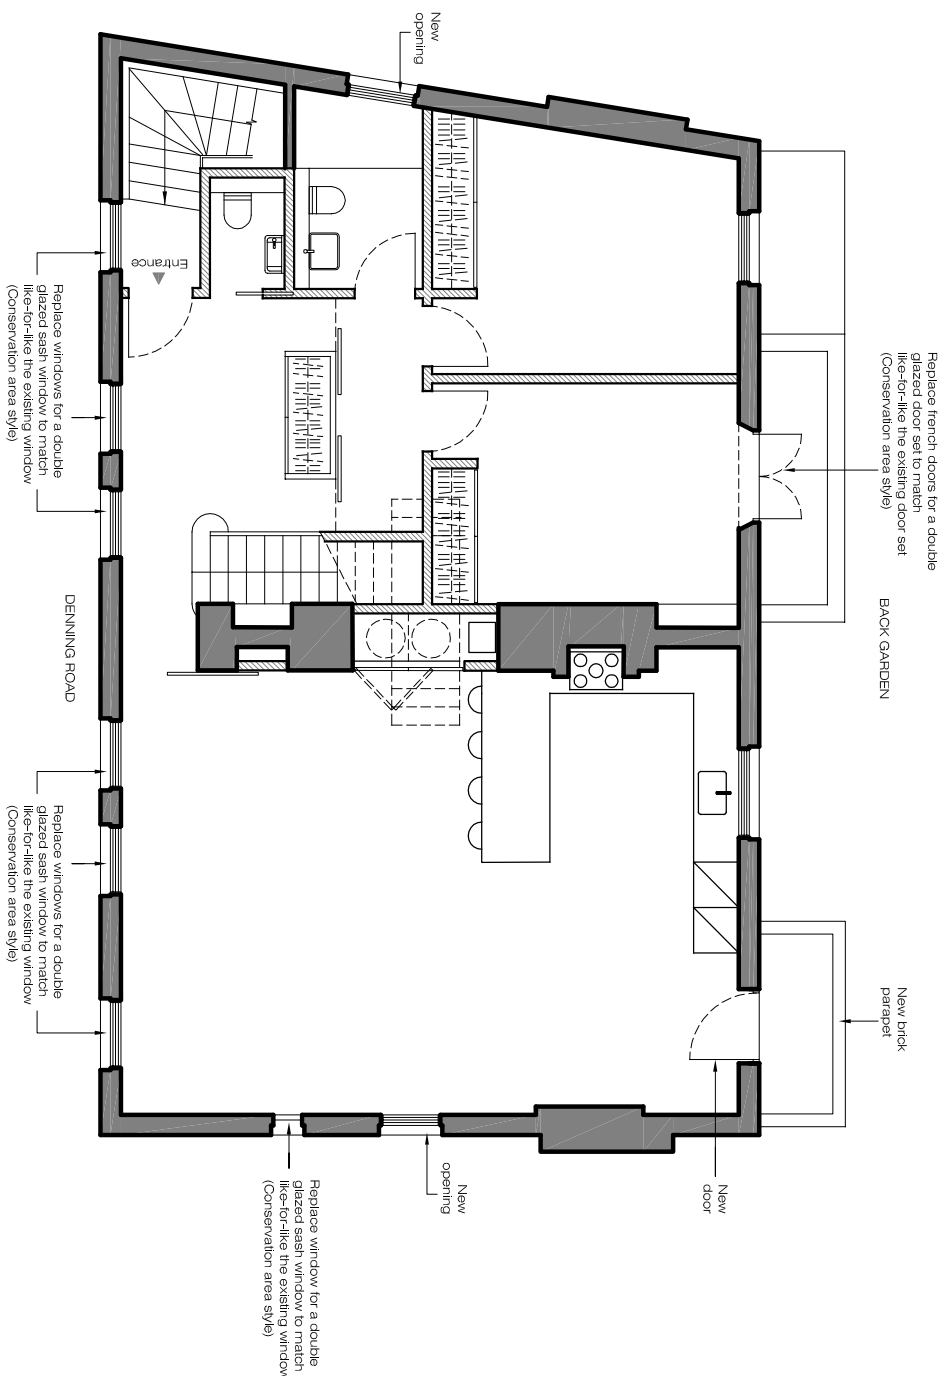 New
opening
Entrance
Replace french doors for a double
glazed door set to match
like-for-like the existing door set
(Conservation area style)
BACK GARDEN
Replace windows for a double
glazed sash window to match
like-for-like the existing window
(Conservation area style)
DENNING ROAD
Replace windows for a double
glazed sash window to match
like-for-like the existing window
(Conservation area style)
New brick
parapet
New
door
New
opening
Replace window for a double
glazed sash window to match
like-for-like the existing window
(Conservation area style)